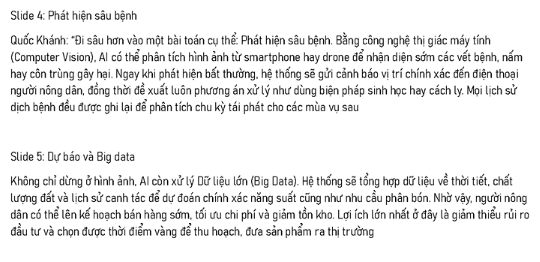 Slide 4: Phát hiện sâu bệnh
Quốc Khánh: “Đi sâu hơn vào một bài toán cụ thể: Phát hiện sâu bệnh. Bằng công nghệ thị giác máy tính
(Computer Vision), AI có thể phân tích hình ảnh từ smartphone hay drone để nhận diện sớm các vết bệnh, nấm
hay côn trùng gây hại. Ngay khi phát hiện bất thường, hệ thống sẽ gửi cảnh báo vị trí chính xác đến điện thoại
người nông dân, đồng thời đề xuất luôn phương án xử lý như dùng biện pháp sinh học hay cách ly. Mọi lịch sử
dịch bệnh đều được ghi lại để phân tích chu kỳ tái phát cho các mùa vụ sau
Slide 5: Dự báo và Big data
Không chỉ dừng ở hình ảnh, AI còn xử lý Dữ liệu lớn (Big Data). Hệ thống sẽ tổng hợp dữ liệu về thời tiết, chất
lượng đất và lịch sử canh tác để dự đoán chính xác năng suất cũng như nhu cầu phân bón. Nhờ vậy, người nông
dân có thể lên kế hoạch bán hàng sớm, tối ưu chi phí và giảm tồn kho. Lợi ích lớn nhất ở đây là giảm thiểu rủi ro
đầu tư và chọn được thời điểm vàng để thu hoạch, đưa sản phẩm ra thị trường